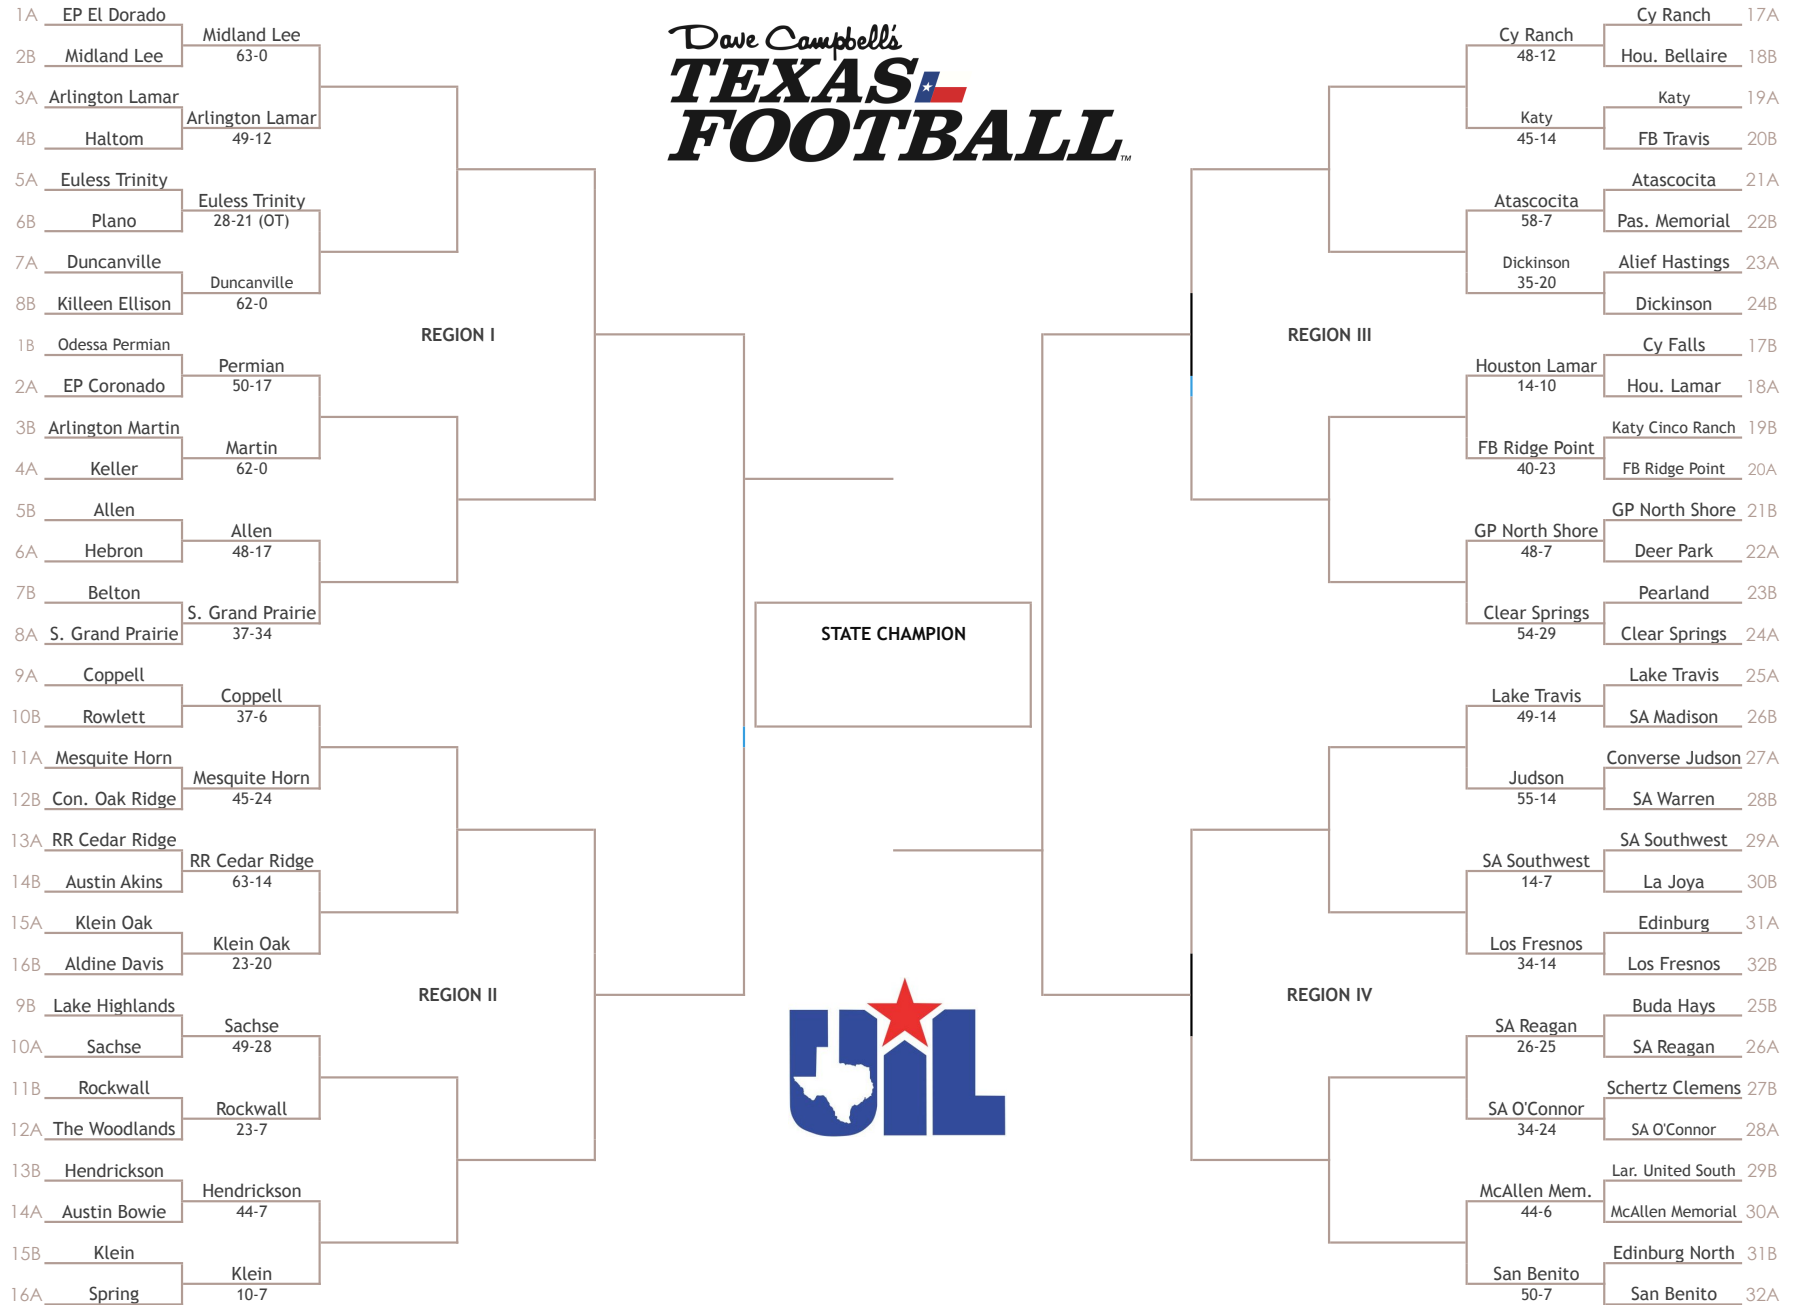 Dave Campbell's
TEXAS
FOOTBALL™
1A EP El Dorado
Midland Lee
63-0
2B Midland Lee
3A Arlington Lamar
Arlington Lamar
49-12
4B Haltom
5A Euless Trinity
Euless Trinity
28-21 (OT)
6B Plano
7A Duncanville
Duncanville
62-0
8B Killeen Ellison
REGION I
1B Odessa Permian
Permian
50-17
2A EP Coronado
3B Arlington Martin
Martin
62-0
4A Keller
5B Allen
Allen
48-17
6A Hebron
7B Belton
S. Grand Prairie
37-34
8A S. Grand Prairie
9A Coppell
Coppell
37-6
10B Rowlett
11A Mesquite Horn
Mesquite Horn
45-24
12B Con. Oak Ridge
13A RR Cedar Ridge
RR Cedar Ridge
63-14
14B Austin Akins
15A Klein Oak
Klein Oak
23-20
16B Aldine Davis
REGION II
9B Lake Highlands
Sachse
49-28
10A Sachse
11B Rockwall
Rockwall
23-7
12A The Woodlands
13B Hendrickson
Hendrickson
44-7
14A Austin Bowie
15B Klein
Klein
10-7
16A Spring
STATE CHAMPION
UIL
Cy Ranch 17A
Cy Ranch
48-12
Hou. Bellaire 18B
Katy 19A
Katy
45-14
FB Travis 20B
Atascocita 21A
Atascocita
58-7
Pas. Memorial 22B
Alief Hastings 23A
Dickinson
35-20
Dickinson 24B
REGION III
Cy Falls 17B
Houston Lamar
14-10
Hou. Lamar 18A
Katy Cinco Ranch 19B
FB Ridge Point
40-23
FB Ridge Point 20A
GP North Shore 21B
GP North Shore
48-7
Deer Park 22A
Pearland 23B
Clear Springs
54-29
Clear Springs 24A
Lake Travis 25A
Lake Travis
49-14
SA Madison 26B
Converse Judson 27A
Judson
55-14
SA Warren 28B
SA Southwest 29A
SA Southwest
14-7
La Joya 30B
Edinburg 31A
Los Fresnos
34-14
Los Fresnos 32B
REGION IV
Buda Hays 25B
SA Reagan
26-25
SA Reagan 26A
Schertz Clemens 27B
SA O'Connor
34-24
SA O'Connor 28A
Lar. United South 29B
McAllen Mem.
44-6
McAllen Memorial 30A
Edinburg North 31B
San Benito
50-7
San Benito 32A